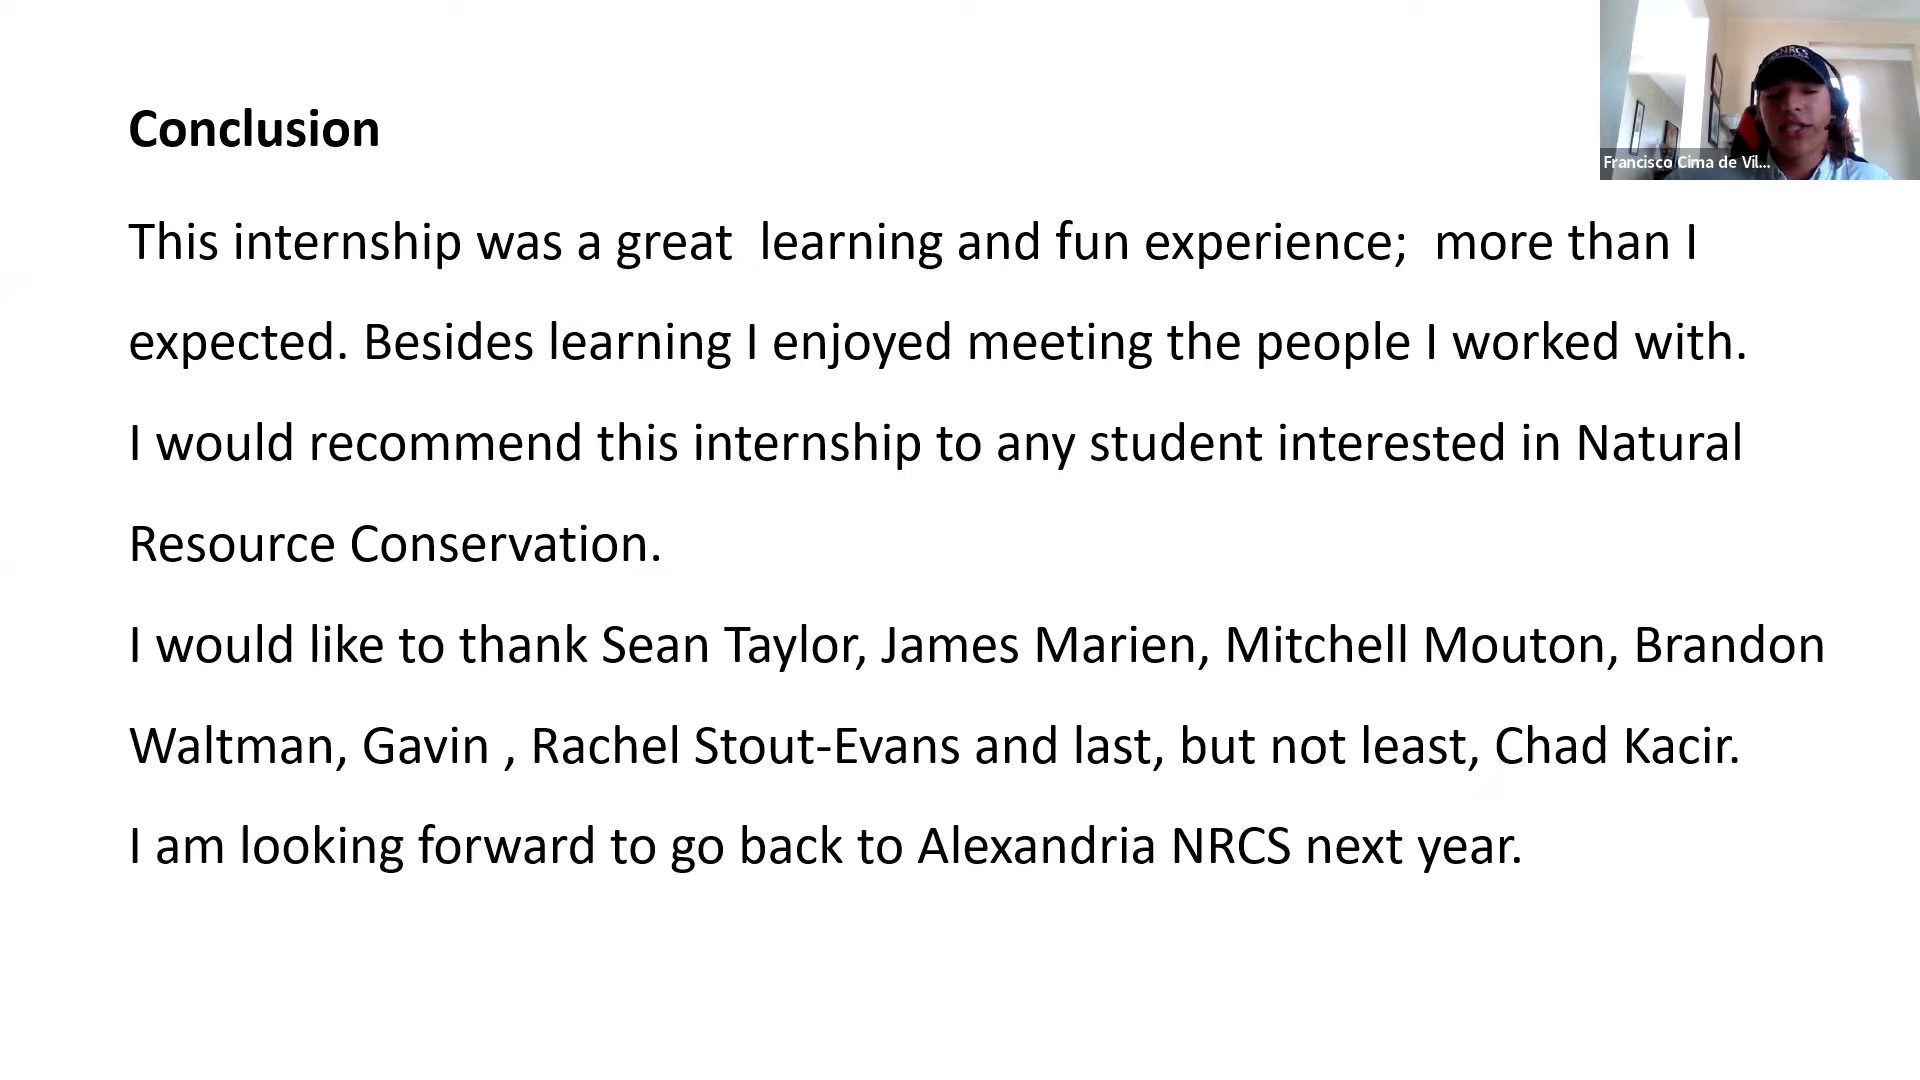 NRCS
Francisco Cima de Vil...
Conclusion
This internship was a great  learning and fun experience;  more than I
expected. Besides learning I enjoyed meeting the people I worked with.
I would recommend this internship to any student interested in Natural
Resource Conservation.
I would like to thank Sean Taylor, James Marien, Mitchell Mouton, Brandon
Waltman, Gavin , Rachel Stout-Evans and last, but not least, Chad Kacir.
I am looking forward to go back to Alexandria NRCS next year.